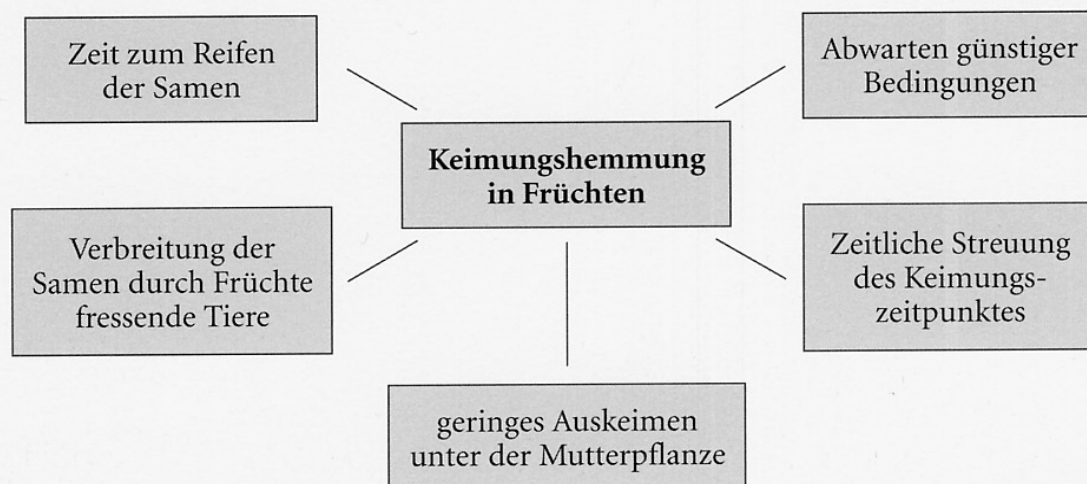 Zeit zum Reifen
der Samen
Abwarten günstiger
Bedingungen
Keimungshemmung
in Früchten
Verbreitung der
Samen durch Früchte
fressende Tiere
Zeitliche Streuung
des Keimungs-
zeitpunktes
geringes Auskeimen
unter der Mutterpflanze